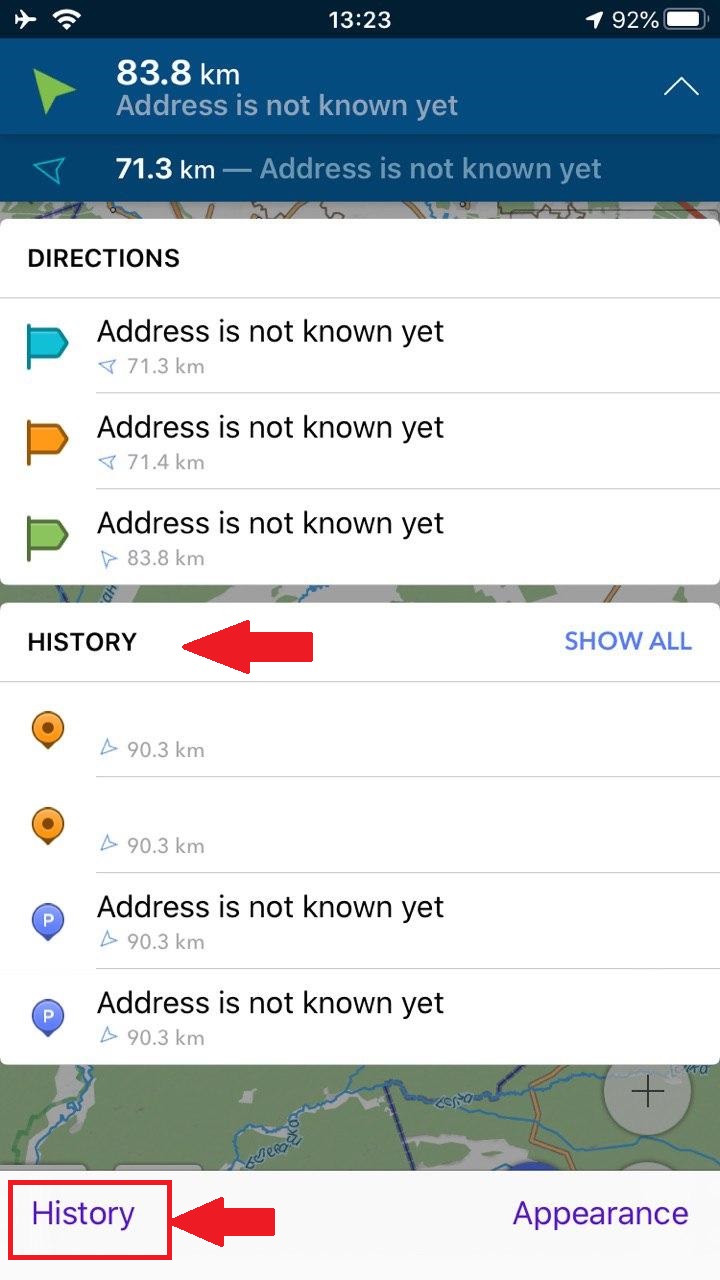 13:23
92%
83.8 km
Address is not known yet
71.3 km — Address is not known yet
DIRECTIONS
Address is not known yet
71.3 km
Address is not known yet
71.4 km
Address is not known yet
83.8 km
HISTORY
SHOW ALL
90.3 km
90.3 km
P
Address is not known yet
90.3 km
P
Address is not known yet
90.3 km
History
Appearance